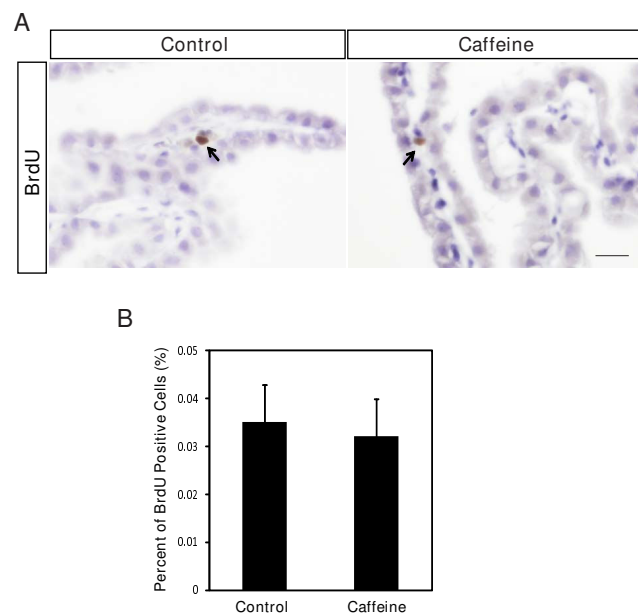 A
Control
Caffeine
BrdU
B
Percent of BrdU Positive Cells (%)
0.05
0.04
0.03
0.02
0.01
0
Control
Caffeine